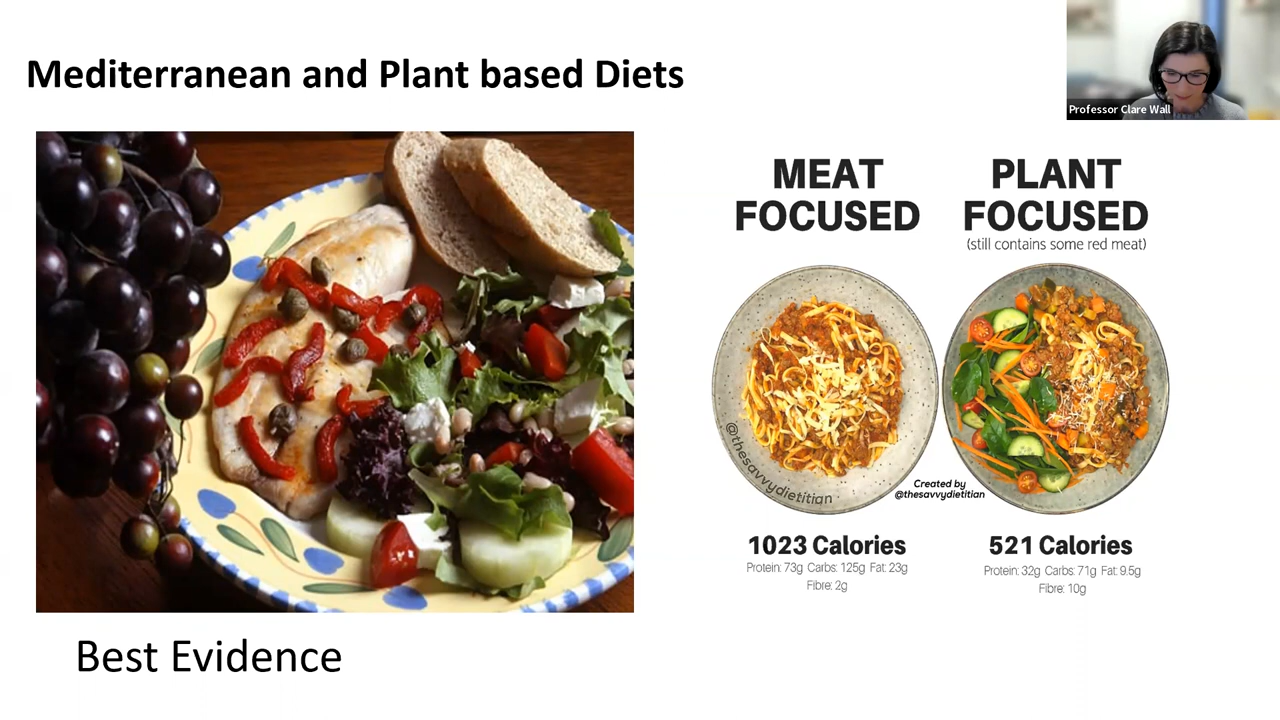 Mediterranean and Plant based Diets
Professor Clare Wall
MEAT
FOCUSED
PLANT
FOCUSED
(still contains some red meat)
@thesavvydietitian
Created by
@thesavvydietitian
1023 Calories
Protein: 73g Carbs: 125g Fat: 23g
Fibre: 2g
521 Calories
Protein: 32g Carbs: 71g Fat: 9.5g
Fibre: 10g
Best Evidence